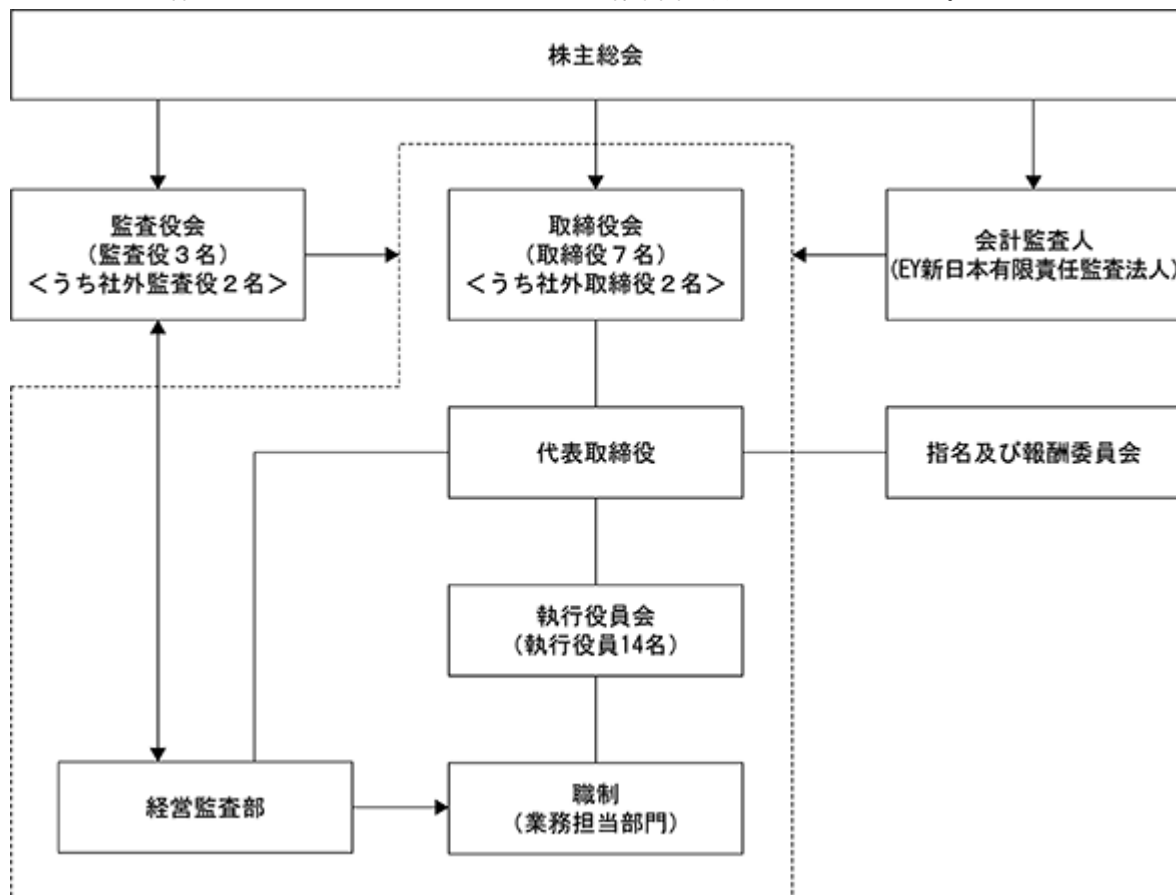 株主総会
監査役会
(監査役3名)
<うち社外監査役2名>
取締役会
(取締役7名)
<うち社外取締役2名>
会計監査人
(EY新日本有限責任監査法人)
代表取締役
指名及び報酬委員会
執行役員会
(執行役員14名)
経営監査部
職制
(業務担当部門)